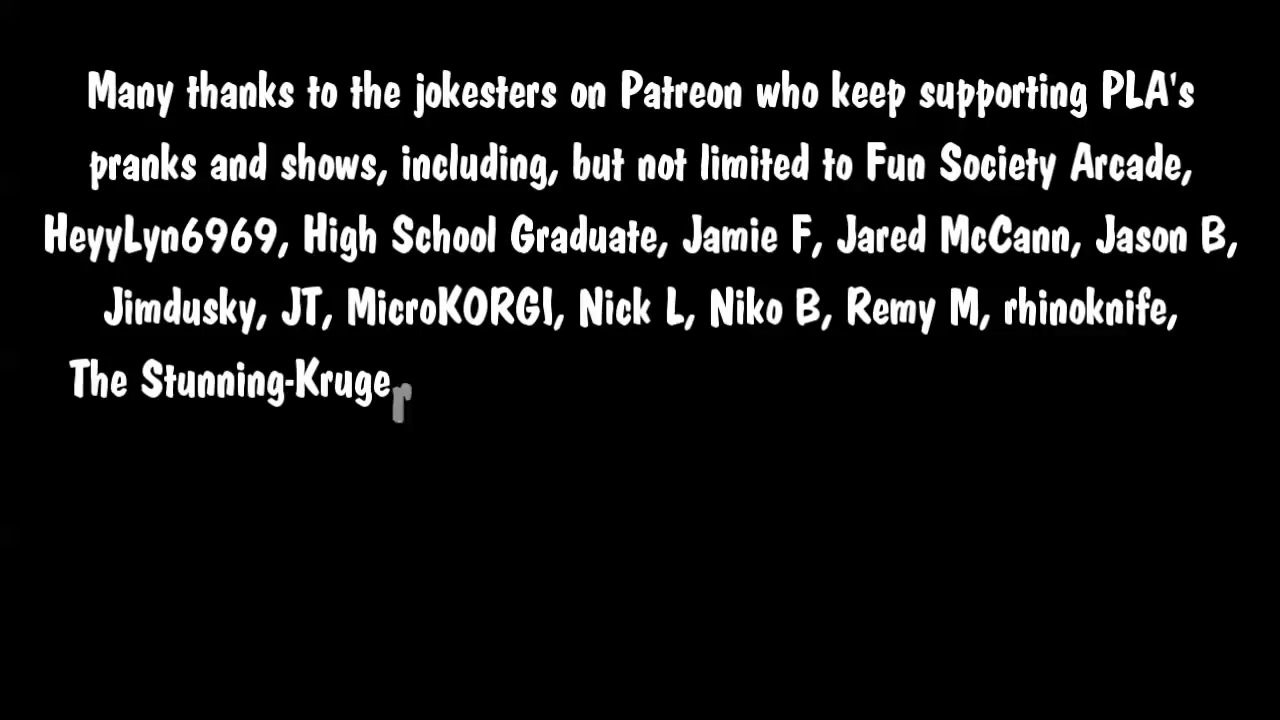 Many thanks to the jokesters on Patreon who keep supporting PLA's
pranks and shows, including, but not limited to Fun Society Arcade,
HeyyLyn6969, High School Graduate, Jamie F, Jared McCann, Jason B,
Jimdusky, JT, MicroKORGI, Nick L, Niko B, Remy M, rhinoknife,
The Stunning-Kruger